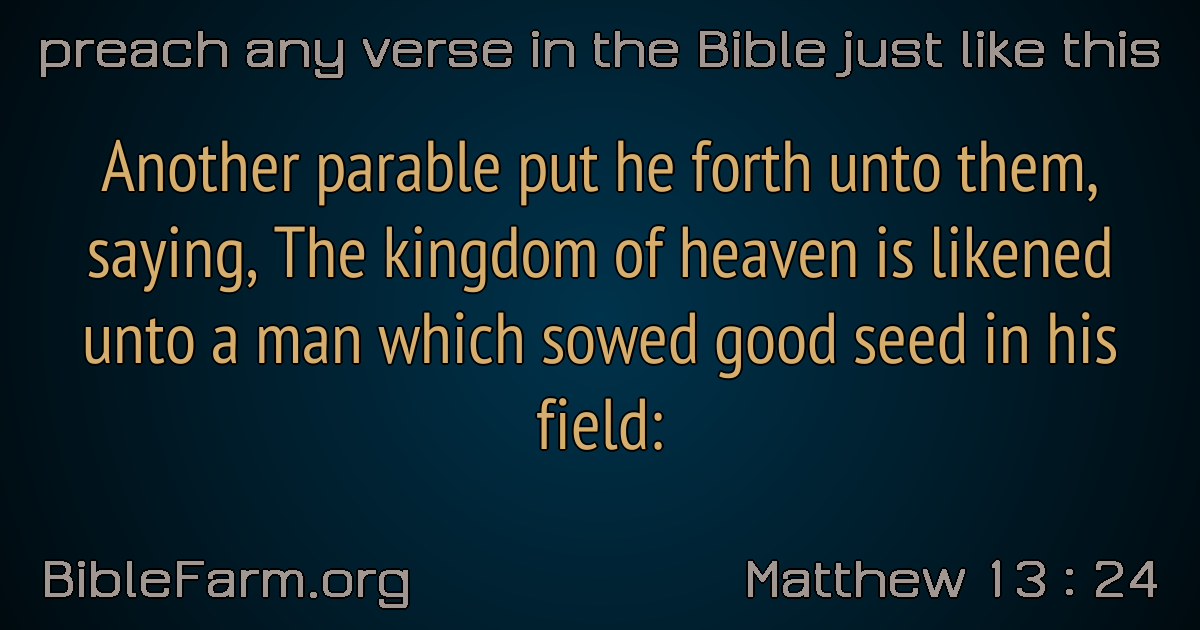 preach any verse in the Bible just like this
Another parable put he forth unto them,
saying, The kingdom of heaven is likened
unto a man which sowed good seed in his
field:
BibleFarm.org
Matthew 13 : 24